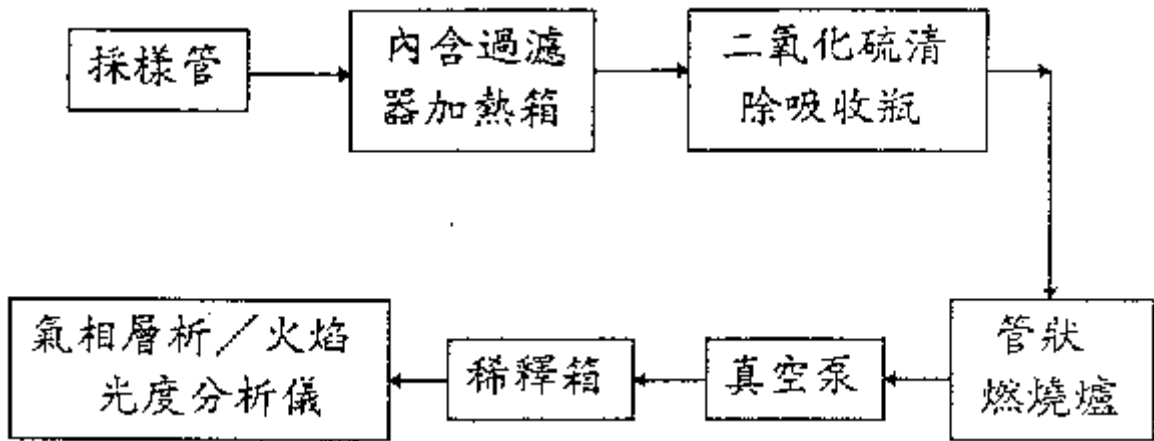 採樣管
內含過濾
器加熱箱
二氧化硫清
除吸收瓶
管狀
燃燒爐
真空泵
稀釋箱
氣相層析／火焰
光度分析儀